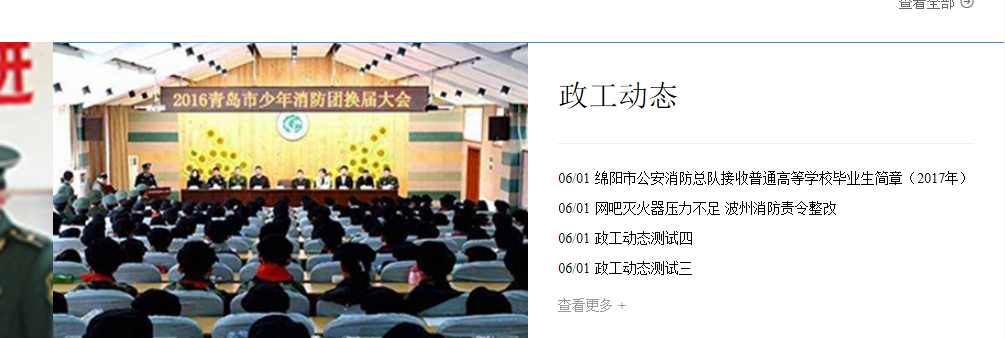 查看全部
进
2016青岛市少年消防团换届大会
政工动态
06/01 绵阳市公安消防总队接收普通高等学校毕业生简章（2017年）
06/01 网吧灭火器压力不足 波州消防责令整改
06/01 政工动态测试四
06/01 政工动态测试三
查看更多 +